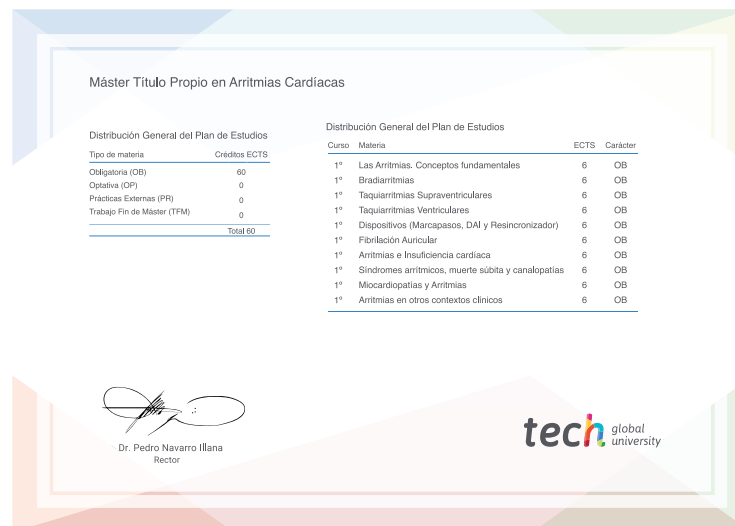 Máster Título Propio en Arritmias Cardíacas
Distribución General del Plan de Estudios
Tipo de materia Créditos ECTS
Obligatoria (OB) 60
Optativa (OP) 0
Prácticas Externas (PR) 0
Trabajo Fin de Máster (TFM) 0
Total 60
Distribución General del Plan de Estudios
Curso Materia ECTS Carácter
1º Las Arritmias. Conceptos fundamentales 6 OB
1º Bradiarritmias 6 OB
1º Taquiarritmias Supraventriculares 6 OB
1º Taquiarritmias Ventriculares 6 OB
1º Dispositivos (Marcapasos, DAI y Resincronizador) 6 OB
1º Fibrilación Auricular 6 OB
1º Arritmias e Insuficiencia cardíaca 6 OB
1º Síndromes arrítmicos, muerte súbita y canalopatías 6 OB
1º Miocardiopatías y Arritmias 6 OB
1º Arritmias en otros contextos clínicos 6 OB
Dr. Pedro Navarro Illana
Rector
tech global
university